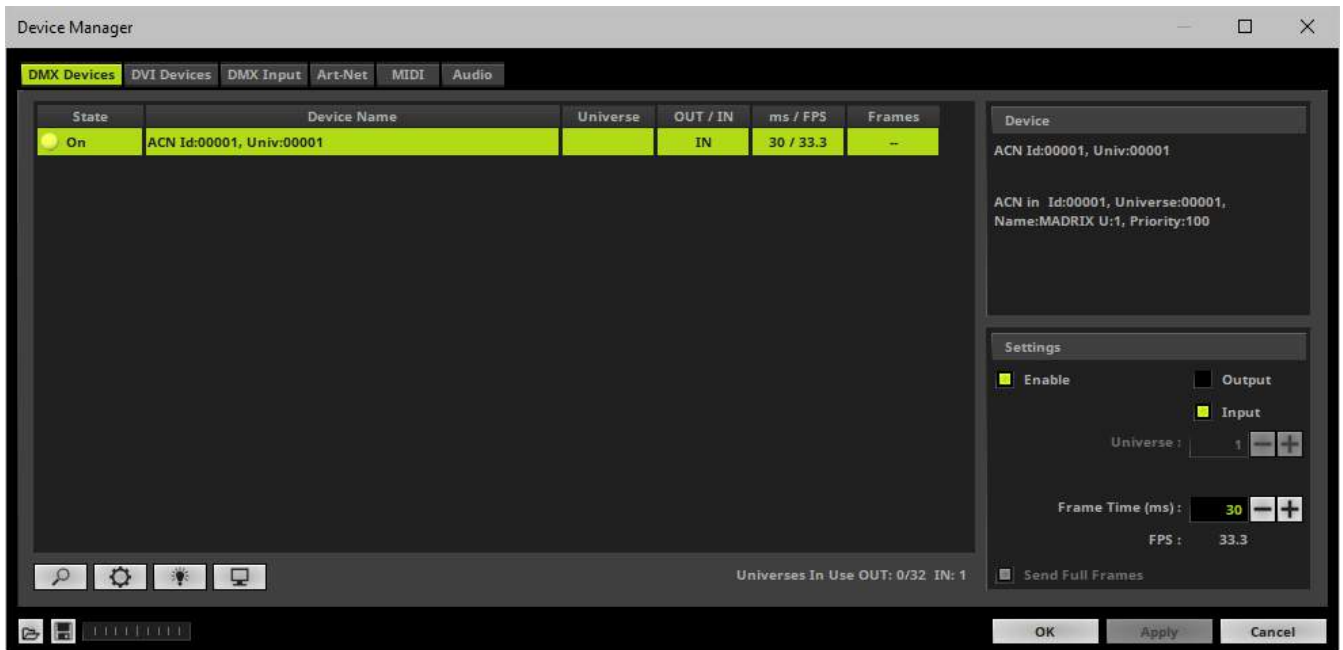 Device Manager
DMX Devices DVI Devices DMX Input Art-Net MIDI Audio
State Device Name Universe OUT / IN ms / FPS Frames
On ACN Id:00001, Univ:00001 IN 30 / 33.3 --
Universes In Use OUT: 0/32 IN: 1
Device
ACN Id:00001, Univ:00001
ACN in Id:00001, Universe:00001,
Name:MADRIX U:1, Priority:100
Settings
Enable Output
Input
Universe : 1
Frame Time (ms) : 30
FPS : 33.3
Send Full Frames
OK Apply Cancel